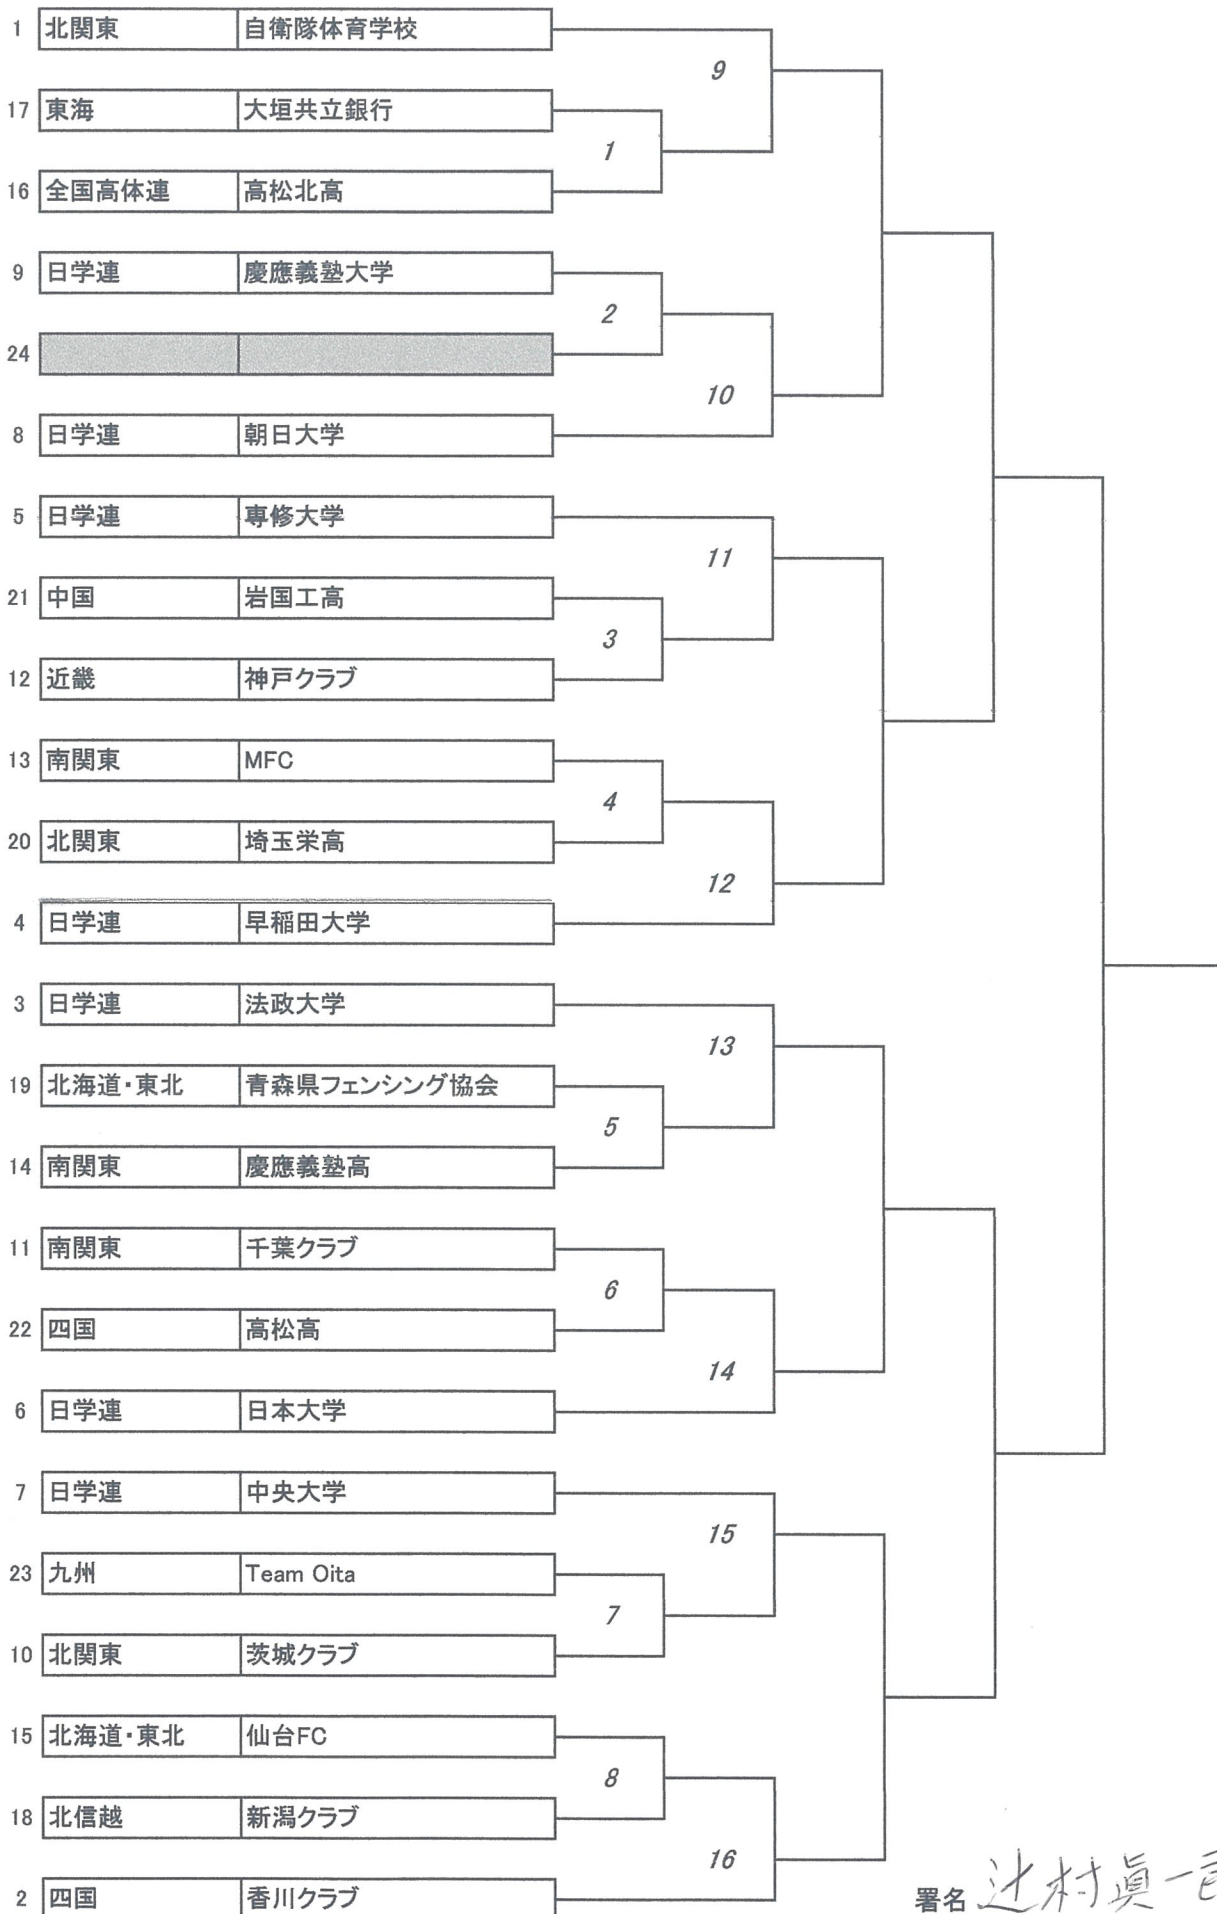 1 北関東 自衛隊体育学校
9
17 東海 大垣共立銀行
1
16 全国高体連 高松北高
9 日学連 慶應義塾大学
2
24
10
8 日学連 朝日大学
5 日学連 専修大学
11
21 中国 岩国工高
3
12 近畿 神戸クラブ
13 南関東 MFC
4
20 北関東 埼玉栄高
12
4 日学連 早稲田大学
3 日学連 法政大学
13
19 北海道・東北 青森県フェンシング協会
5
14 南関東 慶應義塾高
11 南関東 千葉クラブ
6
22 四国 高松高
14
6 日学連 日本大学
7 日学連 中央大学
15
23 九州 Team Oita
7
10 北関東 茨城クラブ
15 北海道・東北 仙台FC
8
18 北信越 新潟クラブ
16
2 四国 香川クラブ
署名 辻村眞一